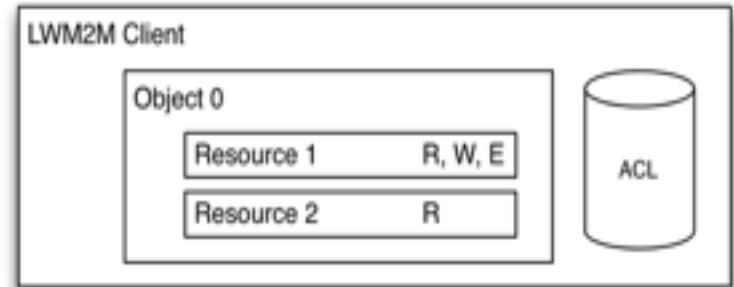 LWM2M Client
Object 0
Resource 1 R, W, E
Resource 2 R
ACL